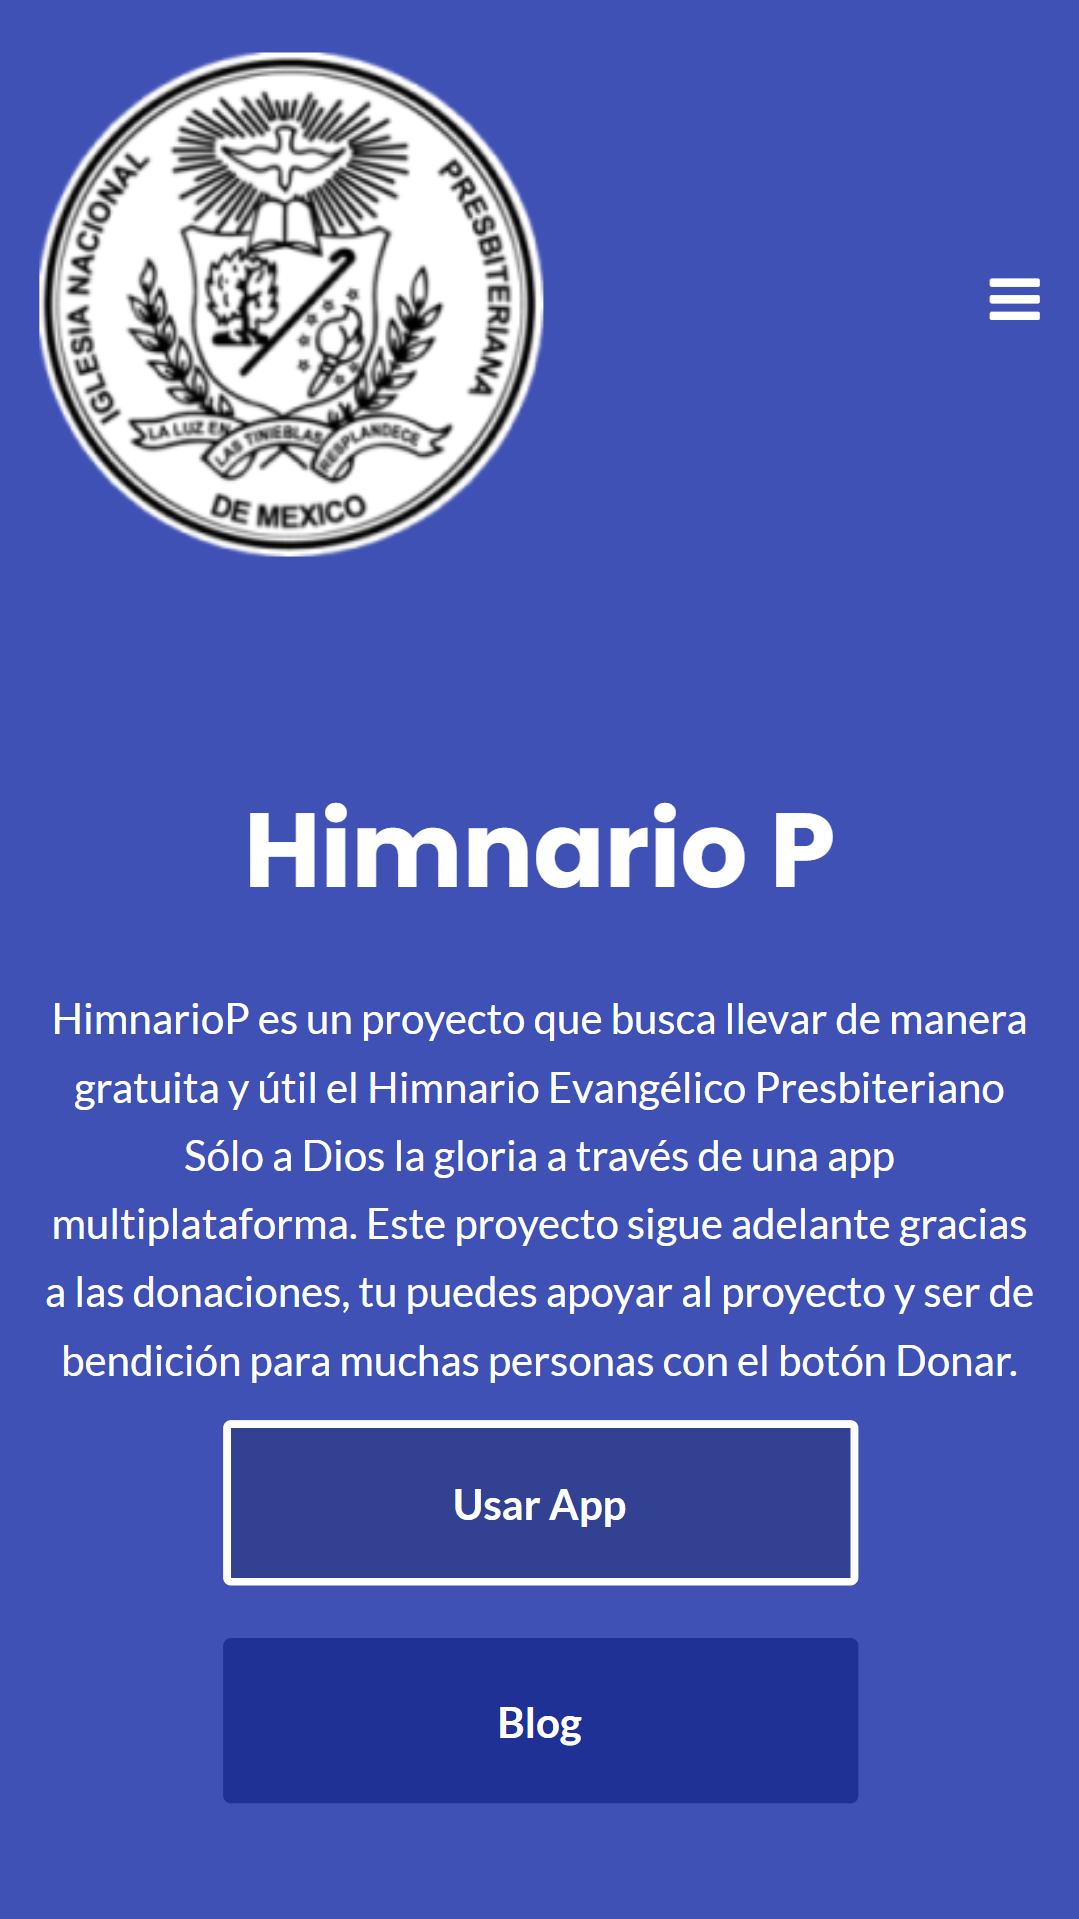 IGLESIA NACIONAL PRESBITERIANA
LA LUZ EN LAS TINIEBLAS RESPLANDECE
DE MEXICO
Himnario P
HimnarioP es un proyecto que busca llevar de manera
gratuita y útil el Himnario Evangélico Presbiteriano
Sólo a Dios la gloria a través de una app
multiplataforma. Este proyecto sigue adelante gracias
a las donaciones, tu puedes apoyar al proyecto y ser de
bendición para muchas personas con el botón Donar.
Usar App
Blog